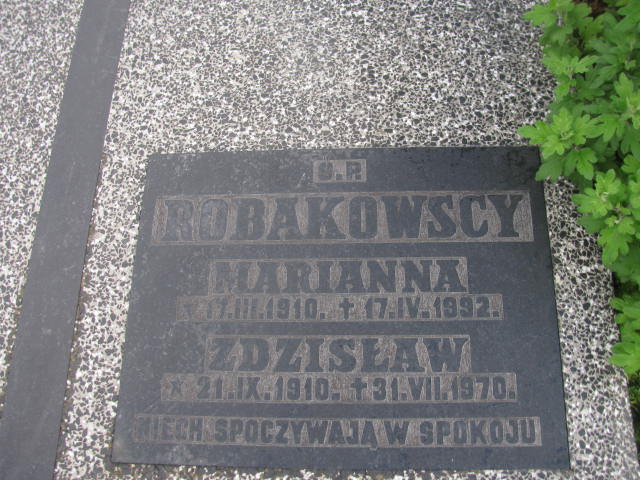 Ś.P.
ROBAKOWSCY
MARIANNA
* 17.III.1910. † 17.IV.1992.
ZDZISŁAW
* 21.IX.1910. † 31.VII.1970.
NIECH SPOCZYWAJĄ W SPOKOJU